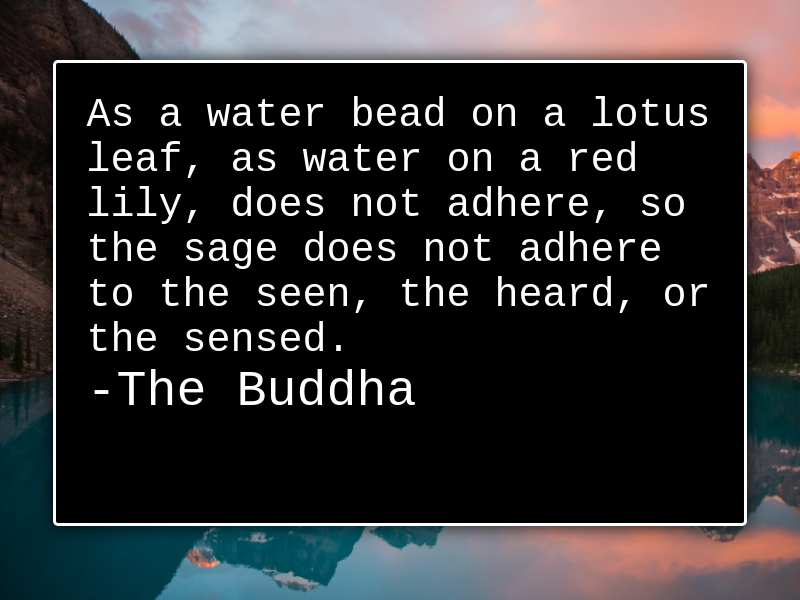 As a water bead on a lotus
leaf, as water on a red
lily, does not adhere, so
the sage does not adhere
to the seen, the heard, or
the sensed.
-The Buddha